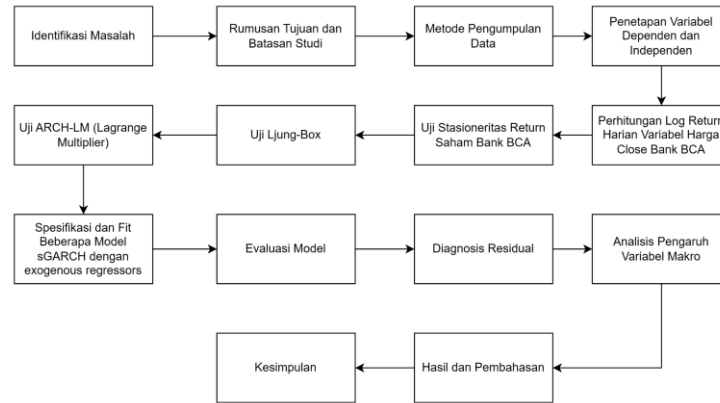 Identifikasi Masalah
Rumusan Tujuan dan
Batasan Studi
Metode Pengumpulan
Data
Penetapan Variabel
Dependen dan
Independen
Perhitungan Log Return
Harian Variabel Harga
Close Bank BCA
Uji Stasioneritas Return
Saham Bank BCA
Uji Ljung-Box
Uji ARCH-LM (Lagrange
Multiplier)
Spesifikasi dan Fit
Beberapa Model
sGARCH dengan
exogenous regressors
Evaluasi Model
Diagnosis Residual
Analisis Pengaruh
Variabel Makro
Hasil dan Pembahasan
Kesimpulan